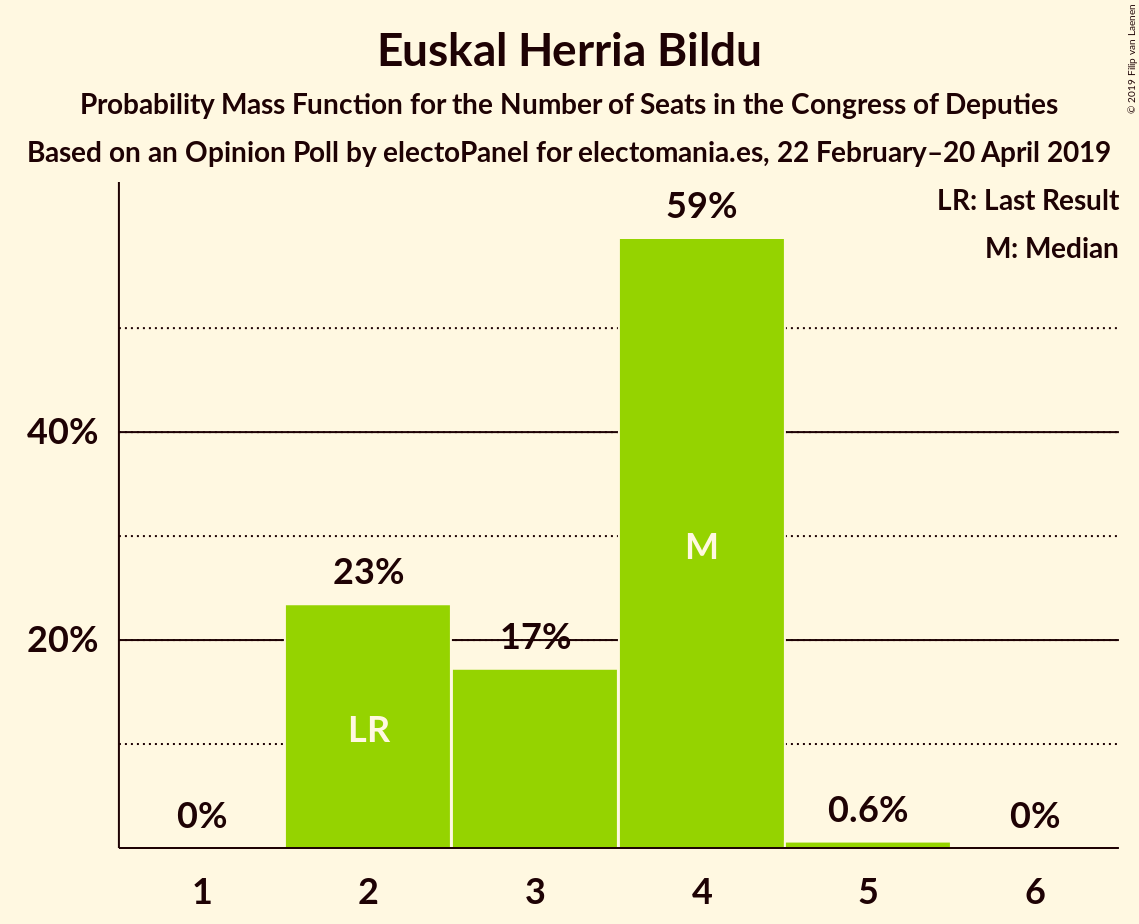 Euskal Herria Bildu
Probability Mass Function for the Number of Seats in the Congress of Deputies
Based on an Opinion Poll by electoPanel for electomania.es, 22 February–20 April 2019
© 2019 Filip van Laenen
LR: Last Result
M: Median
59%
40%
M
23%
20%
17%
LR
0%
0.6%
0%
1 2 3 4 5 6